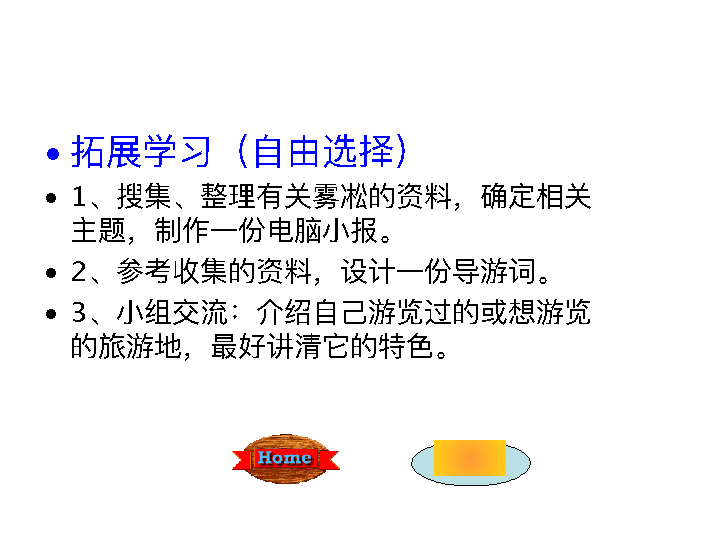 • 拓展学习（自由选择）
• 1、搜集、整理有关雾凇的资料，确定相关
主题，制作一份电脑小报。
• 2、参考收集的资料，设计一份导游词。
• 3、小组交流：介绍自己游览过的或想游览
的旅游地，最好讲清它的特色。
Home